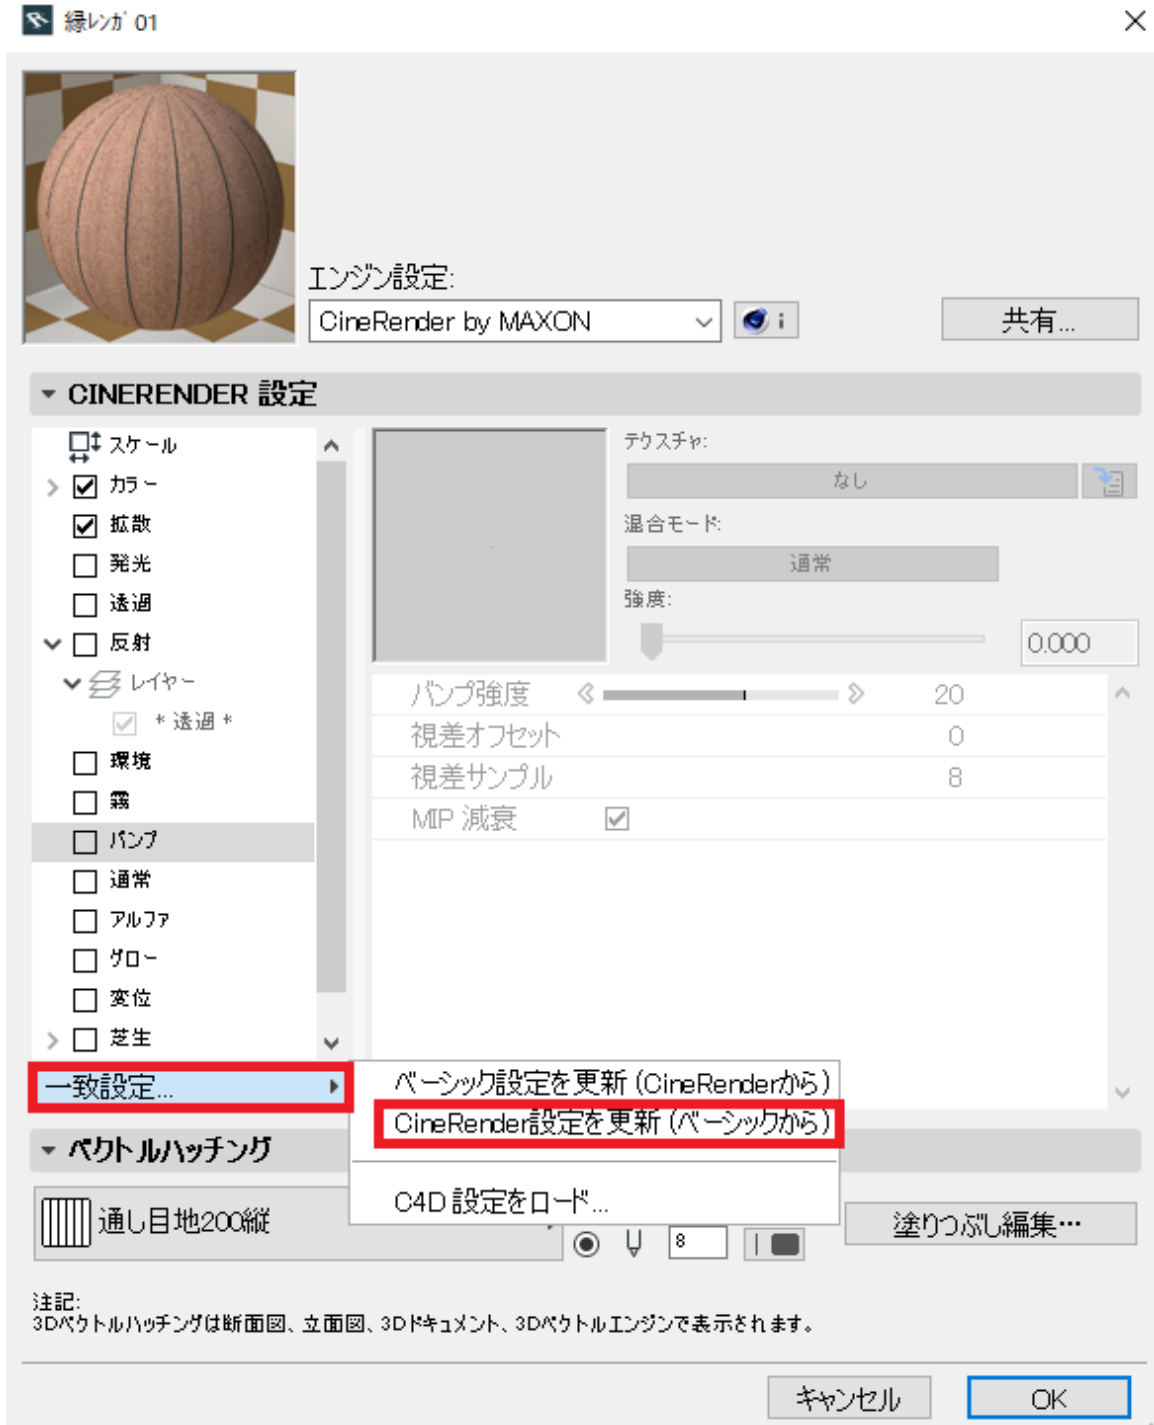 縁レンガ 01
エンジン設定:
CineRender by MAXON
i
共有...
CINERENDER 設定
スケール
カラー
拡散
発光
透過
反射
レイヤー
* 透過 *
環境
霧
バンプ
通常
アルファ
グロー
変位
芝生
テクスチャ:
なし
混合モード:
通常
強度:
0.000
バンプ強度 20
視差オフセット 0
視差サンプル 8
MIP 減衰
一致設定...
ベーシック設定を更新 (CineRenderから)
CineRender設定を更新 (ベーシックから)
C4D 設定をロード...
ベクトルハッチング
通し目地200縦
8
塗りつぶし編集…
注記:
3Dベクトルハッチングは断面図、立面図、3Dドキュメント、3Dベクトルエンジンで表示されます。
キャンセル
OK